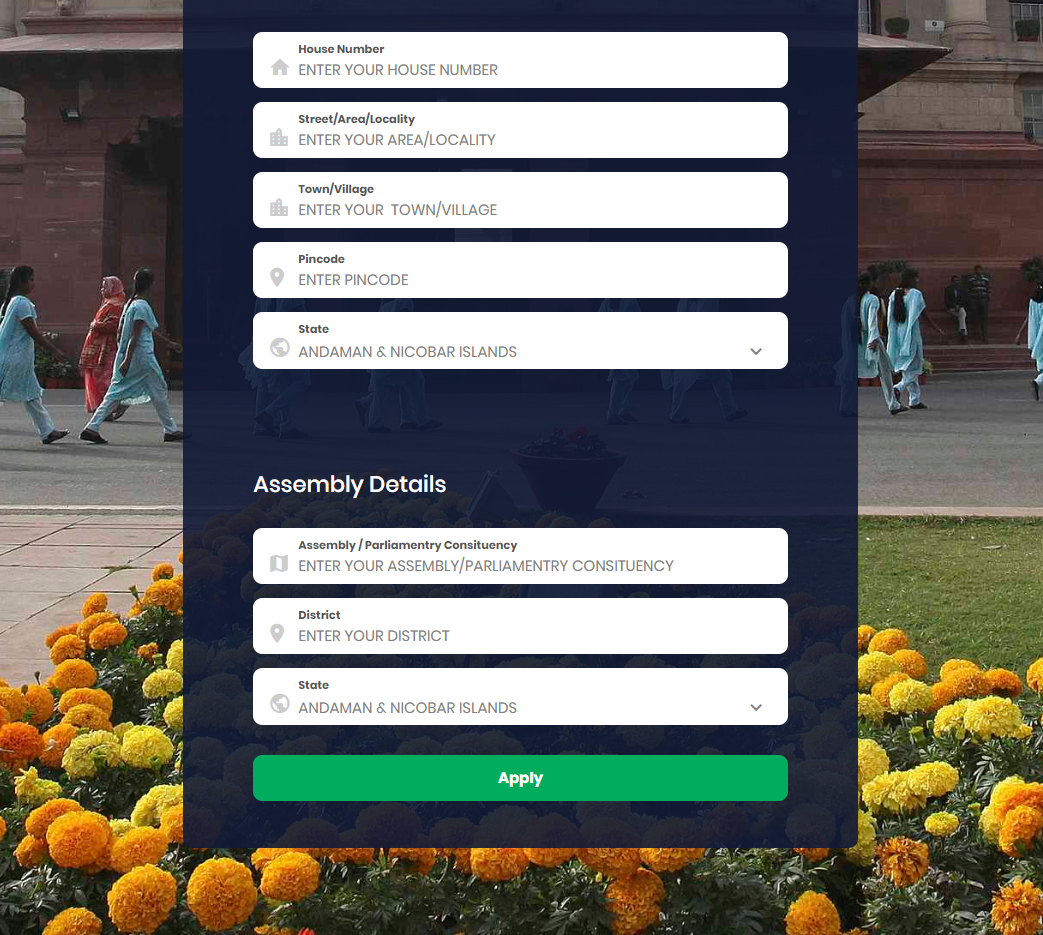 House Number
ENTER YOUR HOUSE NUMBER
Street/Area/Locality
ENTER YOUR AREA/LOCALITY
Town/Village
ENTER YOUR  TOWN/VILLAGE
Pincode
ENTER PINCODE
State
ANDAMAN & NICOBAR ISLANDS
Assembly Details
Assembly / Parliamentry Consituency
ENTER YOUR ASSEMBLY/PARLIAMENTRY CONSITUENCY
District
ENTER YOUR DISTRICT
State
ANDAMAN & NICOBAR ISLANDS
Apply